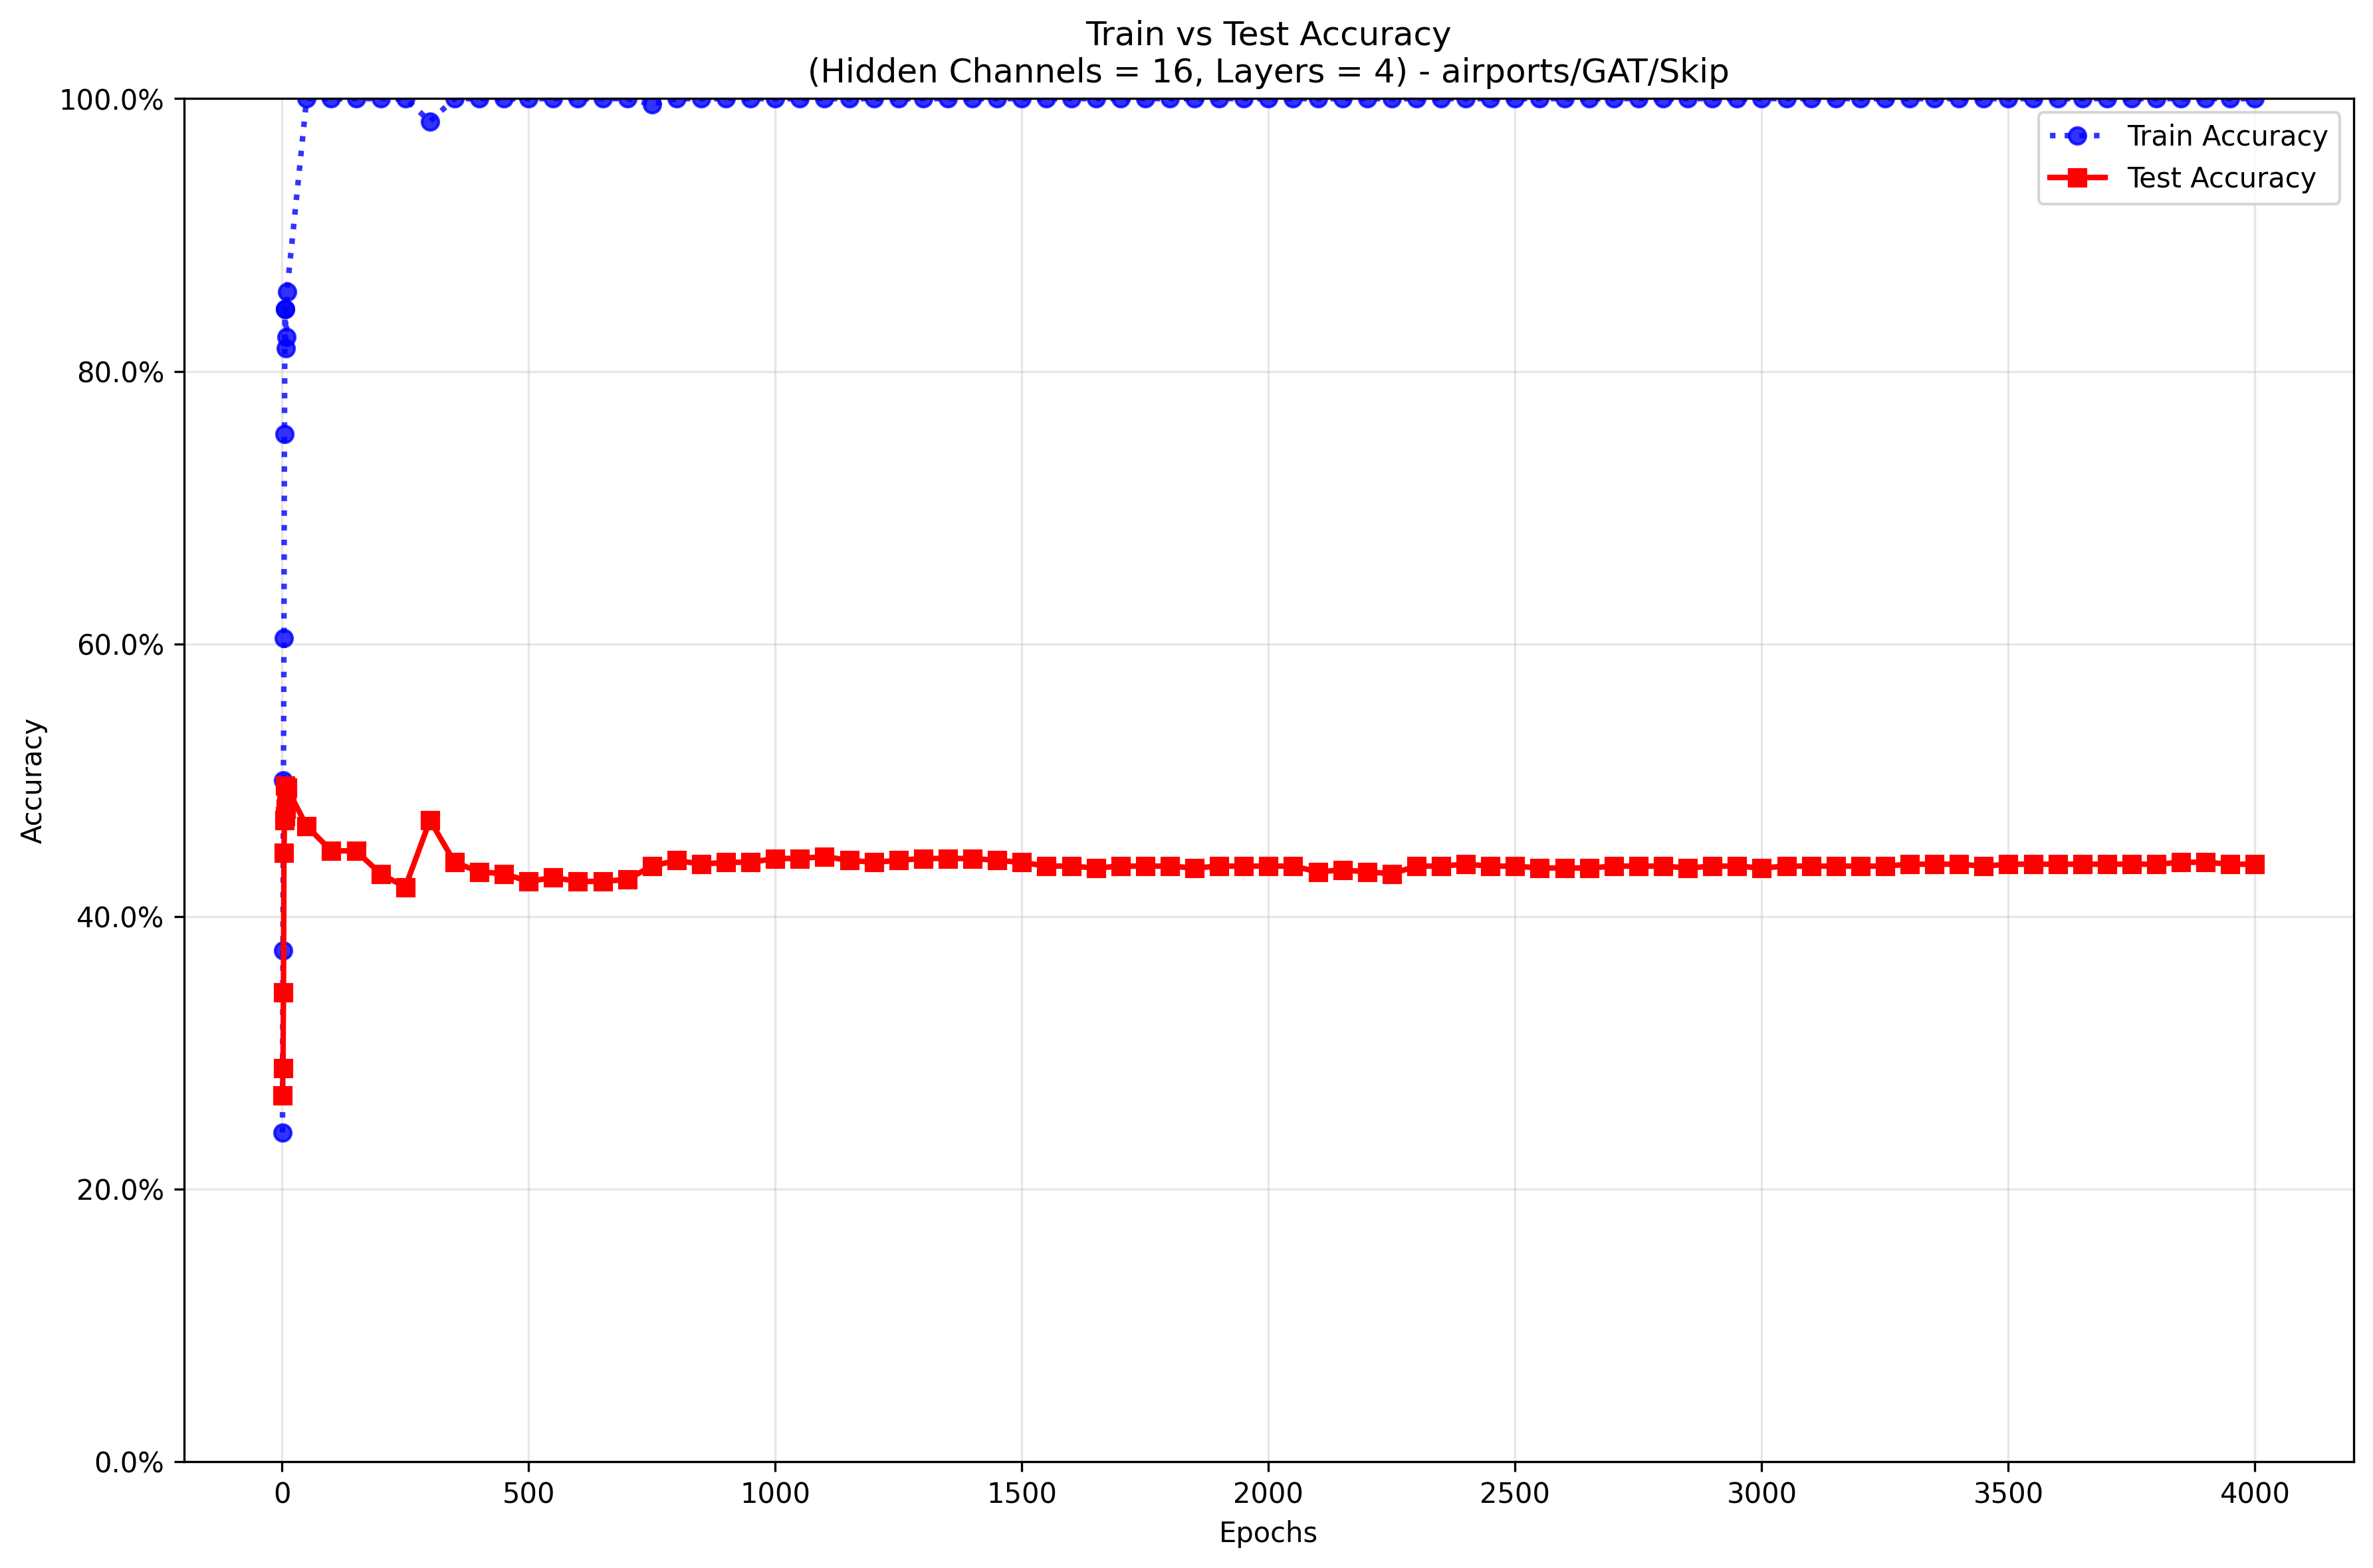 Train vs Test Accuracy
(Hidden Channels = 16, Layers = 4) - airports/GAT/Skip
100.0%
80.0%
60.0%
40.0%
20.0%
0.0%
Accuracy
Train Accuracy
Test Accuracy
0 500 1000 1500 2000 2500 3000 3500 4000
Epochs